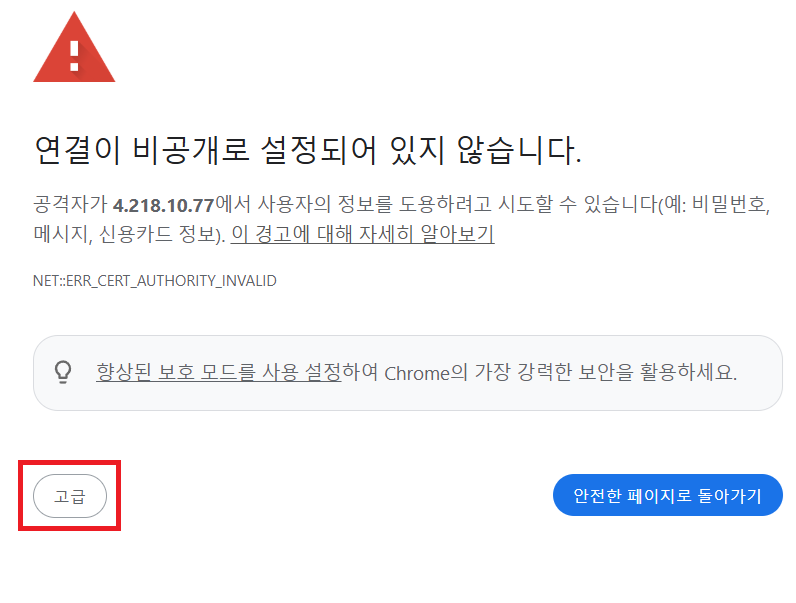 연결이 비공개로 설정되어 있지 않습니다.
공격자가 4.218.10.77에서 사용자의 정보를 도용하려고 시도할 수 있습니다(예: 비밀번호,
메시지, 신용카드 정보). 이 경고에 대해 자세히 알아보기
NET::ERR_CERT_AUTHORITY_INVALID
향상된 보호 모드를 사용 설정하여 Chrome의 가장 강력한 보안을 활용하세요.
고급
안전한 페이지로 돌아가기